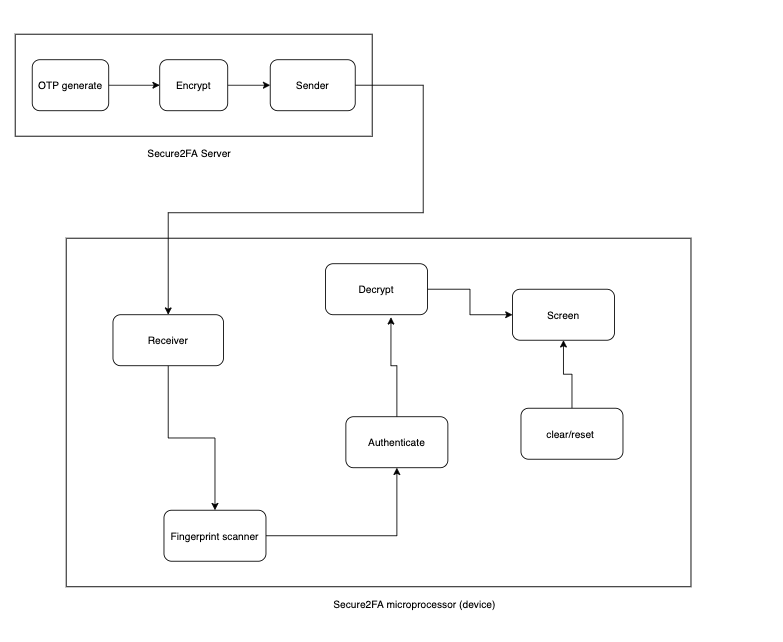 OTP generate
Encrypt
Sender
Secure2FA Server
Decrypt
Screen
Receiver
Authenticate
clear/reset
Fingerprint scanner
Secure2FA microprocessor (device)